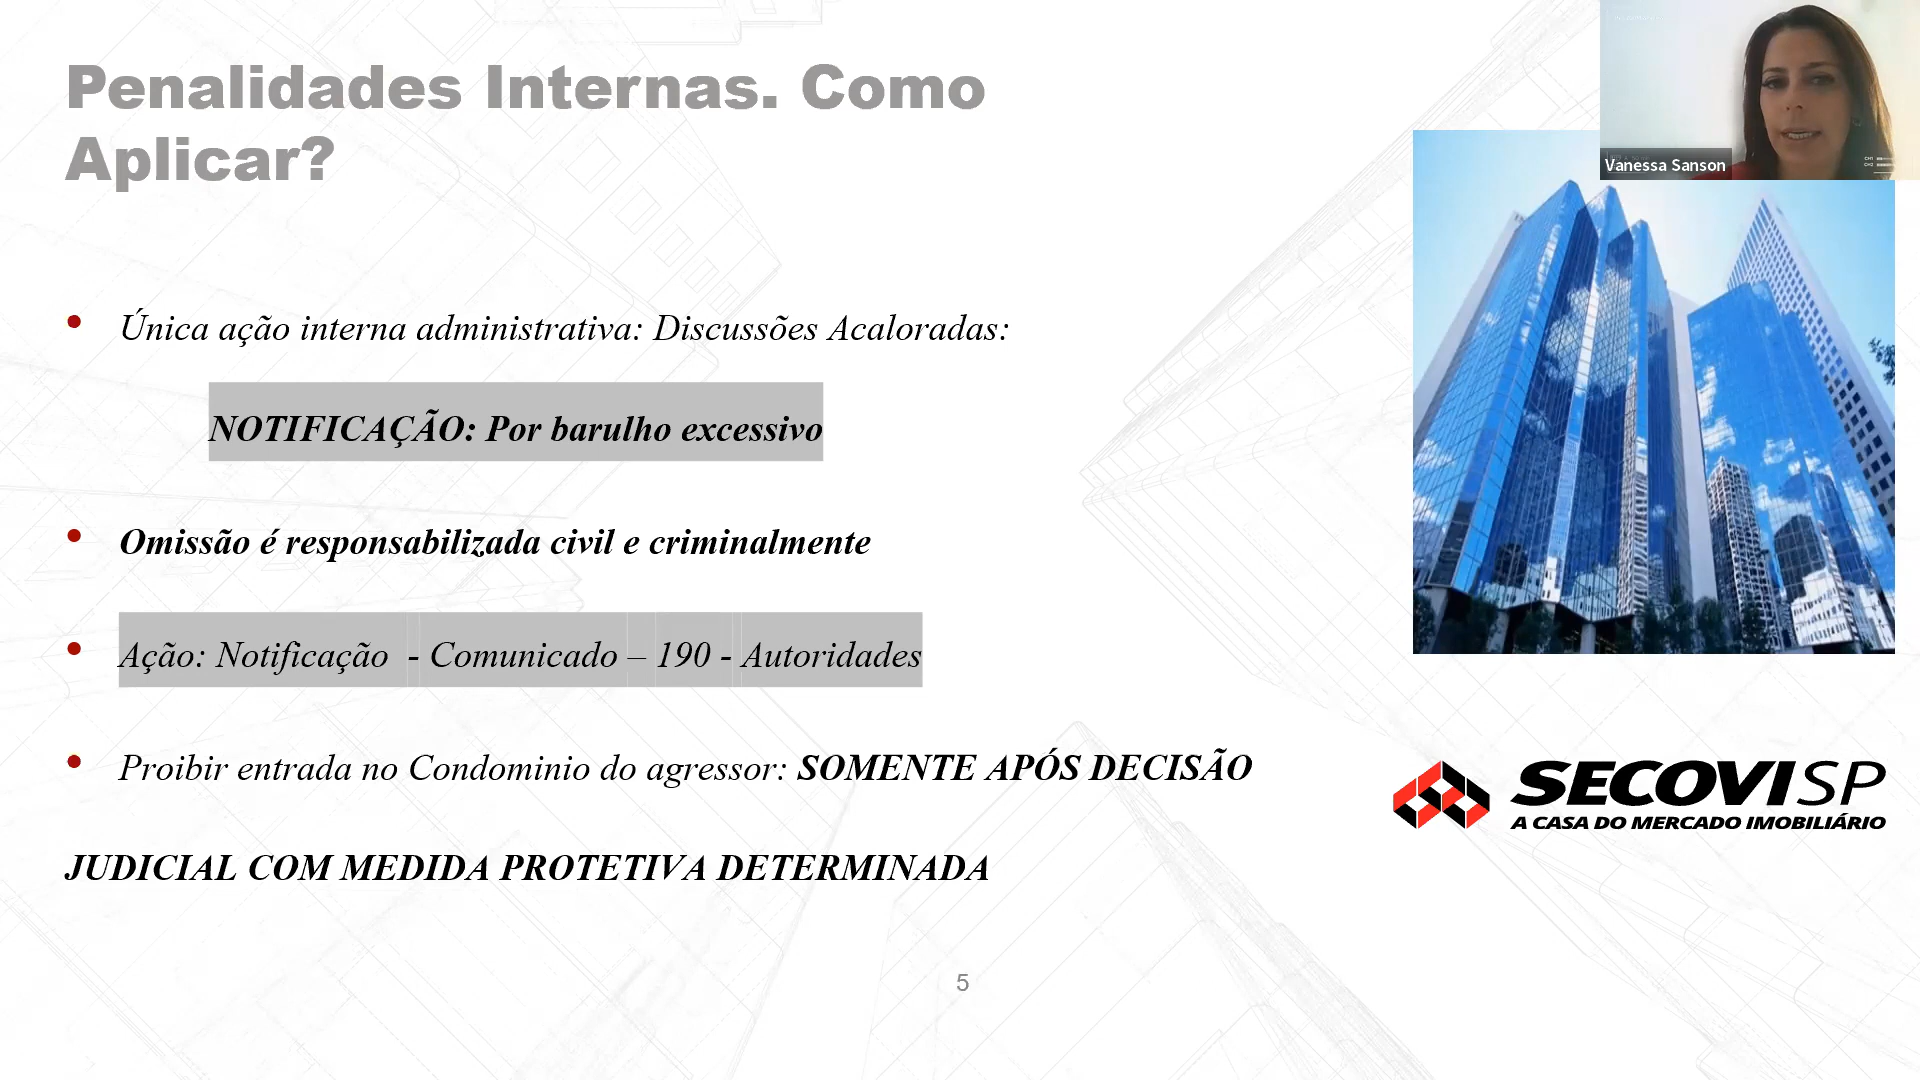 Penalidades Internas. Como
Aplicar?
Vanessa Sanson
• Única ação interna administrativa: Discussões Acaloradas:
NOTIFICAÇÃO: Por barulho excessivo
• Omissão é responsabilizada civil e criminalmente
• Ação: Notificação - Comunicado – 190 - Autoridades
• Proibir entrada no Condominio do agressor: SOMENTE APÓS DECISÃO
JUDICIAL COM MEDIDA PROTETIVA DETERMINADA
SECOVI SP
A CASA DO MERCADO IMOBILIÁRIO
5